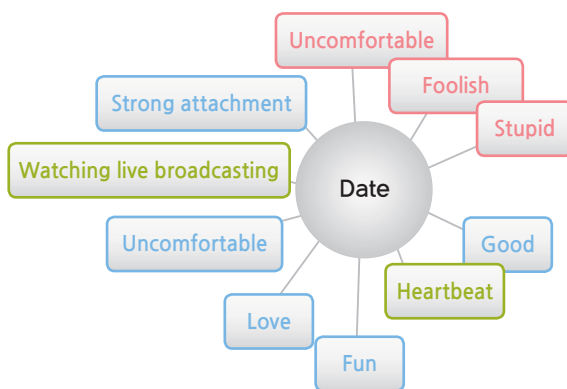 Uncomfortable
Foolish
Strong attachment
Stupid
Watching live broadcasting
Date
Uncomfortable
Good
Heartbeat
Love
Fun